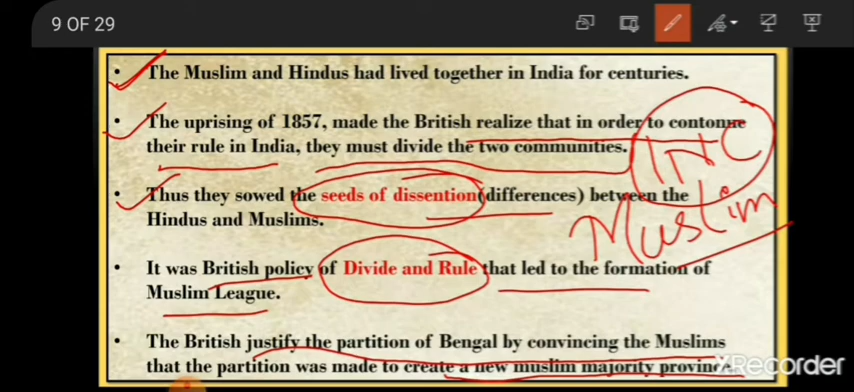 9 OF 29
• The Muslim and Hindus had lived together in India for centuries.
• The uprising of 1857, made the British realize that in order to contonue
their rule in India, they must divide the two communities.
INC
• Thus they sowed the seeds of dissention(differences) between the
Hindus and Muslims.
Muslim
• It was British policy of Divide and Rule that led to the formation of
Muslim League.
• The British justify the partition of Bengal by convincing the Muslims
that the partition was made to create a new muslim majority province.
XRecorder